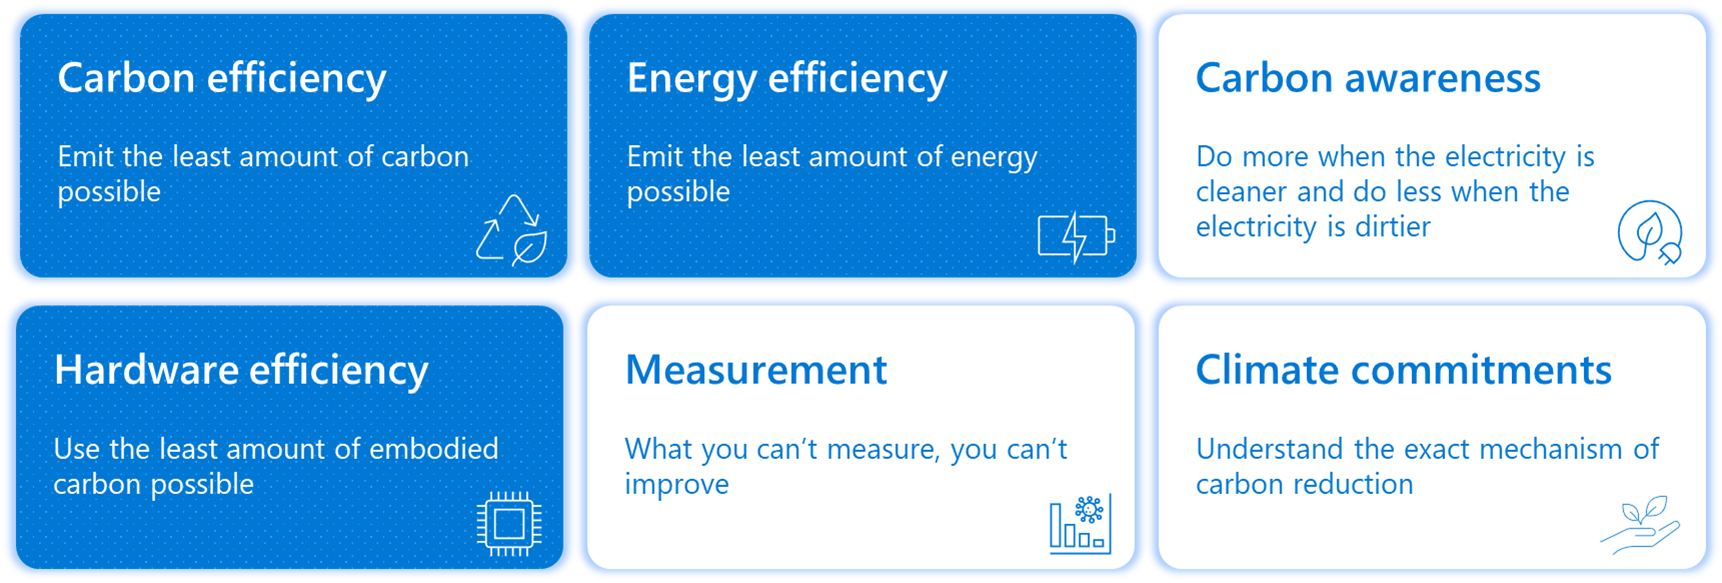 Carbon efficiency
Emit the least amount of carbon
possible
Energy efficiency
Emit the least amount of energy
possible
Carbon awareness
Do more when the electricity is
cleaner and do less when the
electricity is dirtier
Hardware efficiency
Use the least amount of embodied
carbon possible
Measurement
What you can’t measure, you can’t
improve
Climate commitments
Understand the exact mechanism of
carbon reduction